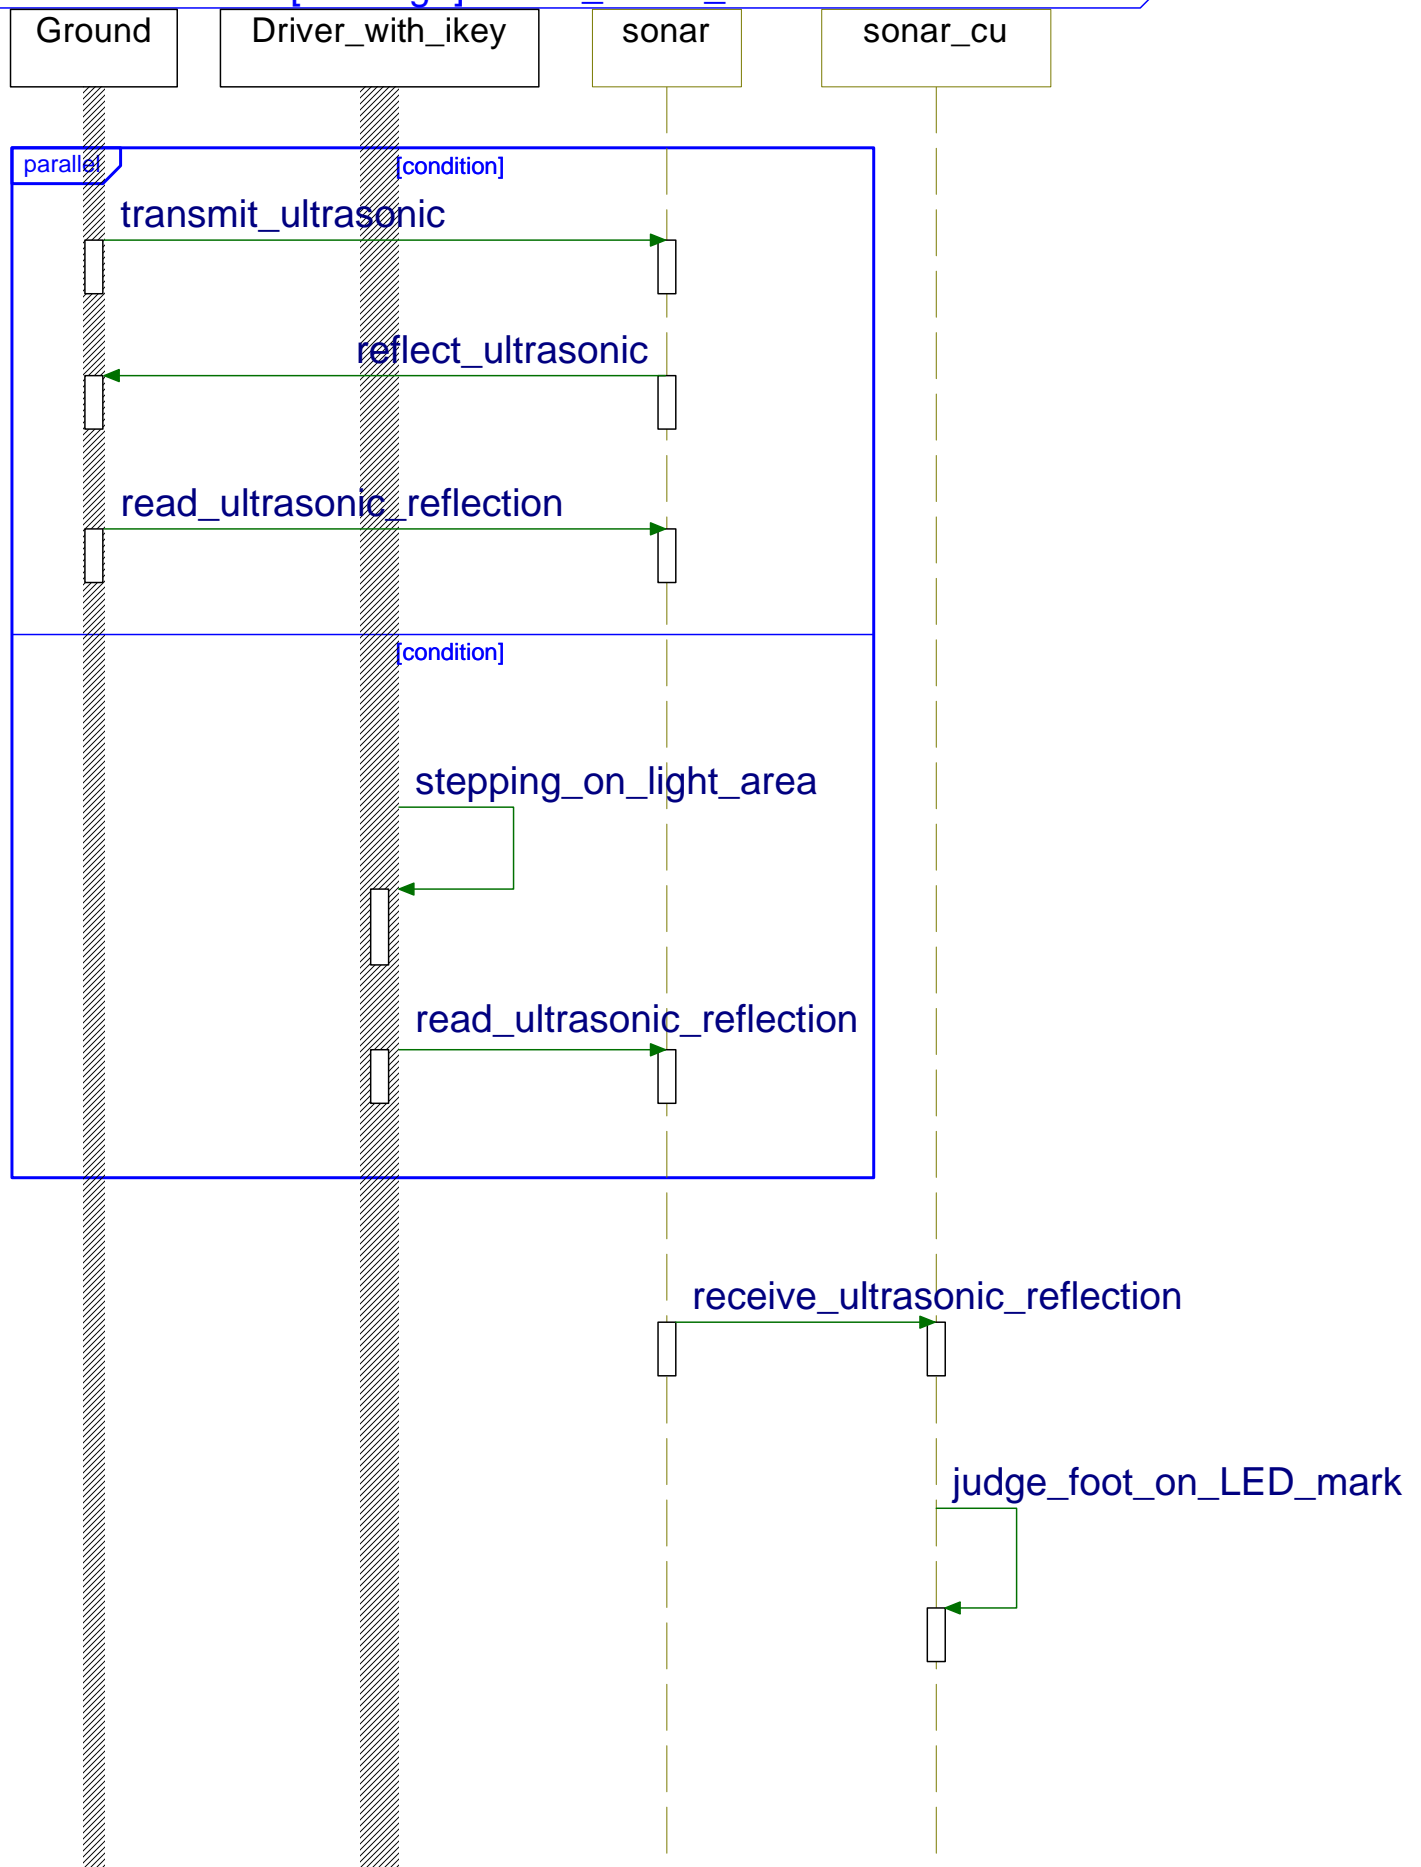 Ground
Driver_with_ikey
sonar
sonar_cu
parallel
[condition]
transmit_ultrasonic
reflect_ultrasonic
read_ultrasonic_reflection
[condition]
stepping_on_light_area
read_ultrasonic_reflection
receive_ultrasonic_reflection
judge_foot_on_LED_mark